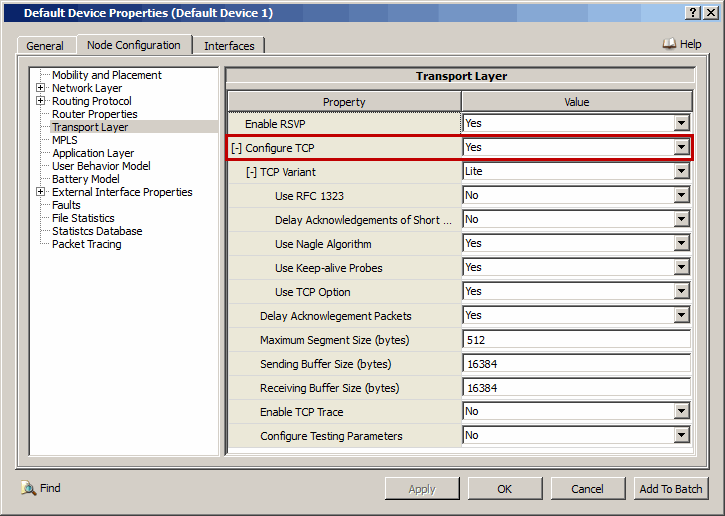 Default Device Properties (Default Device 1)
General
Node Configuration
Interfaces
Help
Mobility and Placement
Network Layer
Routing Protocol
Router Properties
Transport Layer
MPLS
Application Layer
User Behavior Model
Battery Model
External Interface Properties
Faults
File Statistics
Statistcs Database
Packet Tracing
Transport Layer
Property Value
Enable RSVP Yes
[-] Configure TCP Yes
[-] TCP Variant Lite
Use RFC 1323 No
Delay Acknowledgements of Short ... No
Use Nagle Algorithm Yes
Use Keep-alive Probes Yes
Use TCP Option Yes
Delay Acknowlegement Packets Yes
Maximum Segment Size (bytes) 512
Sending Buffer Size (bytes) 16384
Receiving Buffer Size (bytes) 16384
Enable TCP Trace No
Configure Testing Parameters No
Find
Apply
OK
Cancel
Add To Batch